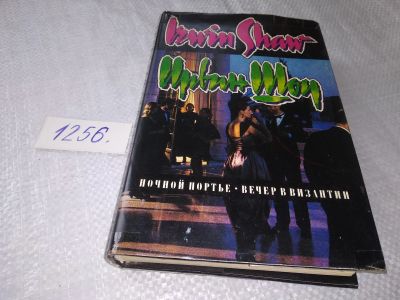 Irwin Shaw
Ирвин Шоу
НОЧНОЙ ПОРТЬЕ • ВЕЧЕР В ВИЗАНТИИ
1256.